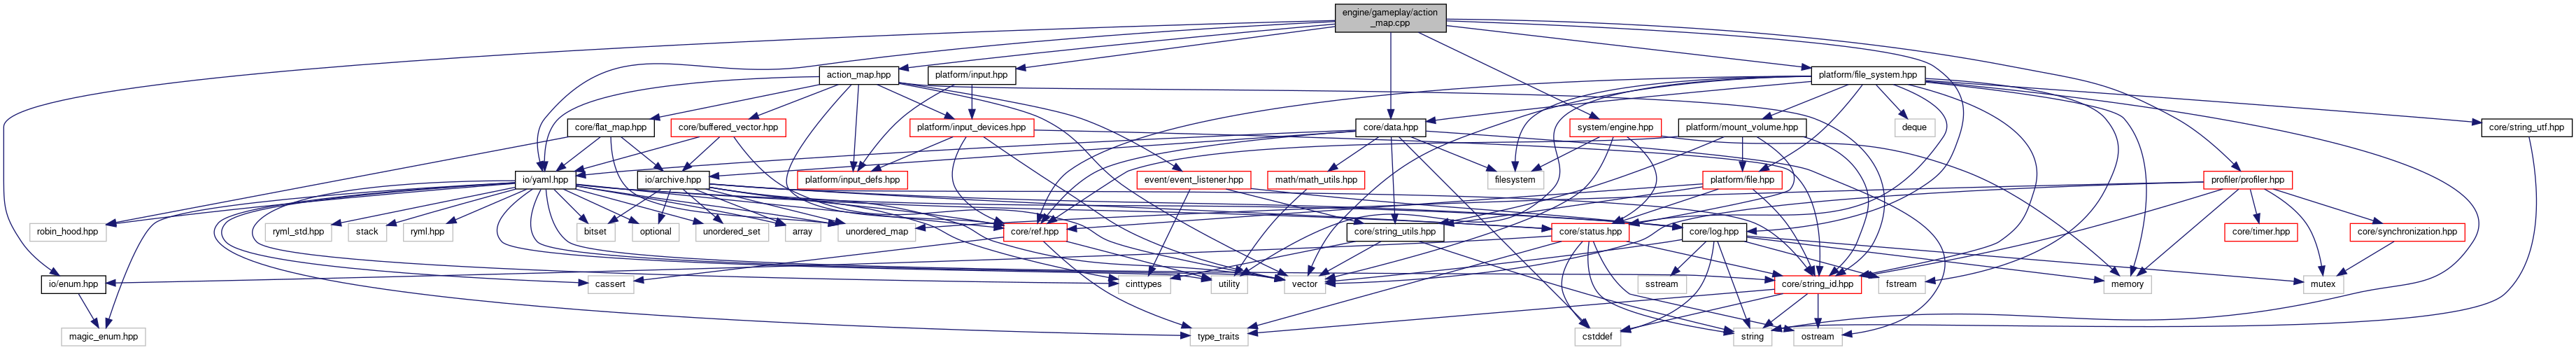 engine/gameplay/action
_map.cpp
action_map.hpp
platform/input.hpp
platform/file_system.hpp
core/flat_map.hpp
core/buffered_vector.hpp
platform/input_devices.hpp
core/data.hpp
system/engine.hpp
platform/mount_volume.hpp
deque
core/string_utf.hpp
io/yaml.hpp
io/archive.hpp
platform/input_defs.hpp
event/event_listener.hpp
math/math_utils.hpp
filesystem
platform/file.hpp
profiler/profiler.hpp
robin_hood.hpp
ryml_std.hpp
stack
ryml.hpp
bitset
optional
unordered_set
array
unordered_map
core/ref.hpp
core/string_utils.hpp
core/status.hpp
core/log.hpp
core/timer.hpp
core/synchronization.hpp
io/enum.hpp
cassert
cinttypes
utility
vector
sstream
core/string_id.hpp
fstream
memory
mutex
magic_enum.hpp
type_traits
cstddef
string
ostream